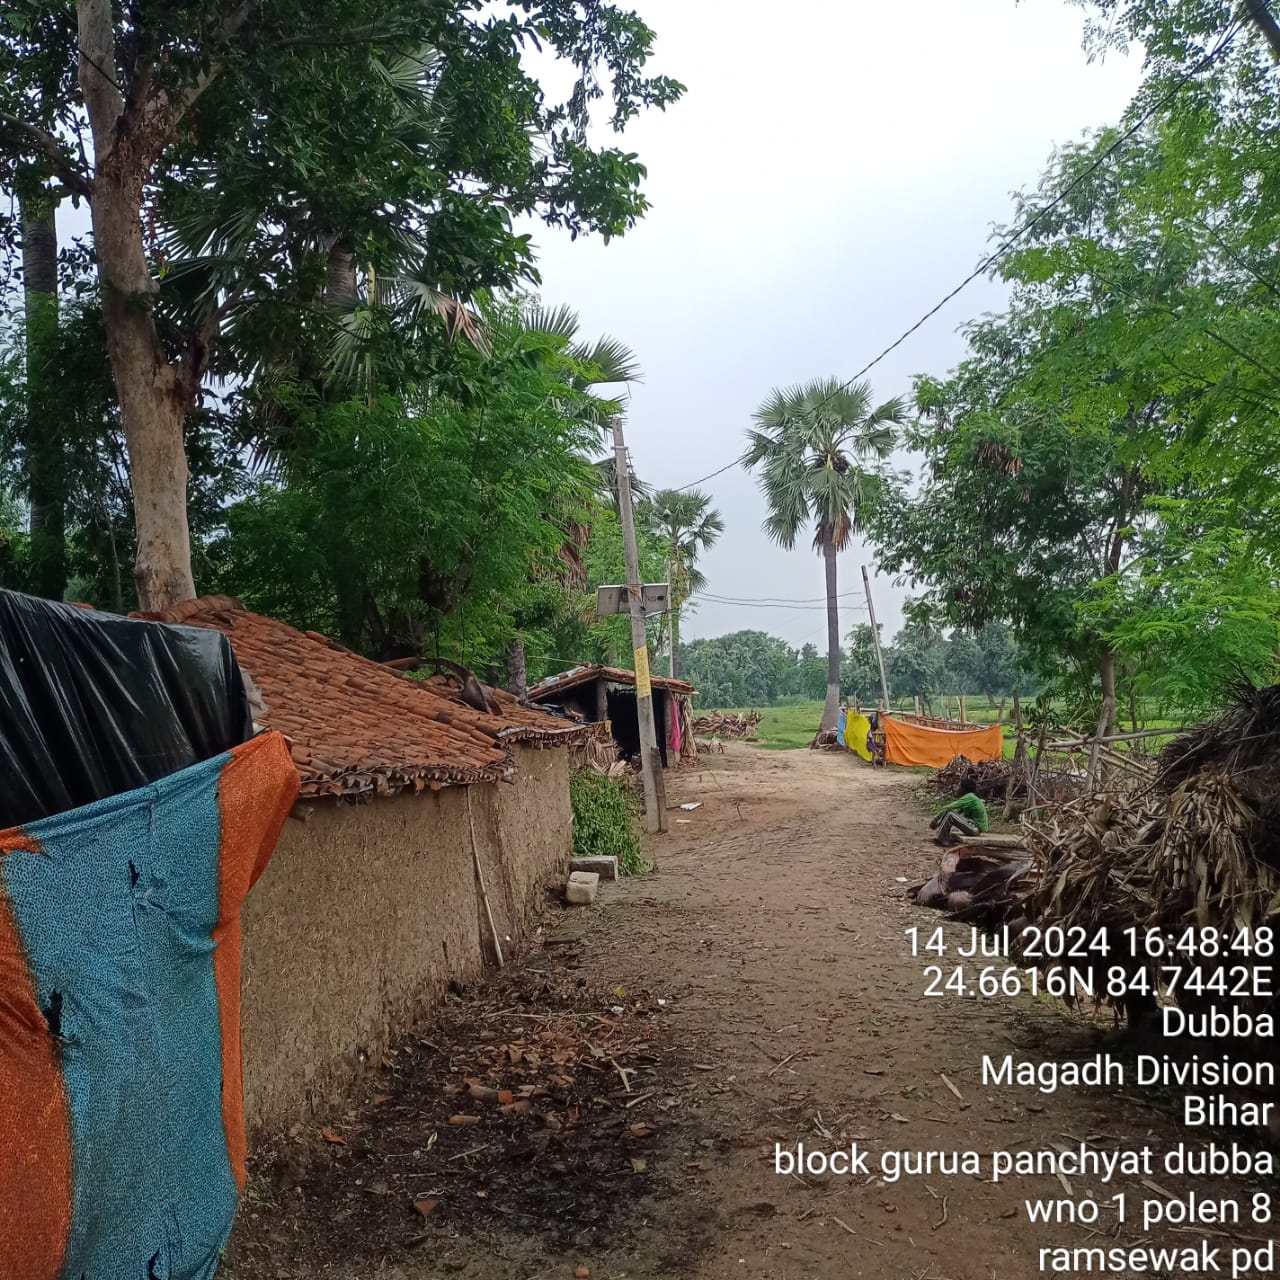 14 Jul 2024 16:48:48
24.6616N 84.7442E
Dubba
Magadh Division
Bihar
block gurua panchyat dubba
wno 1 polen 8
ramsewak pd